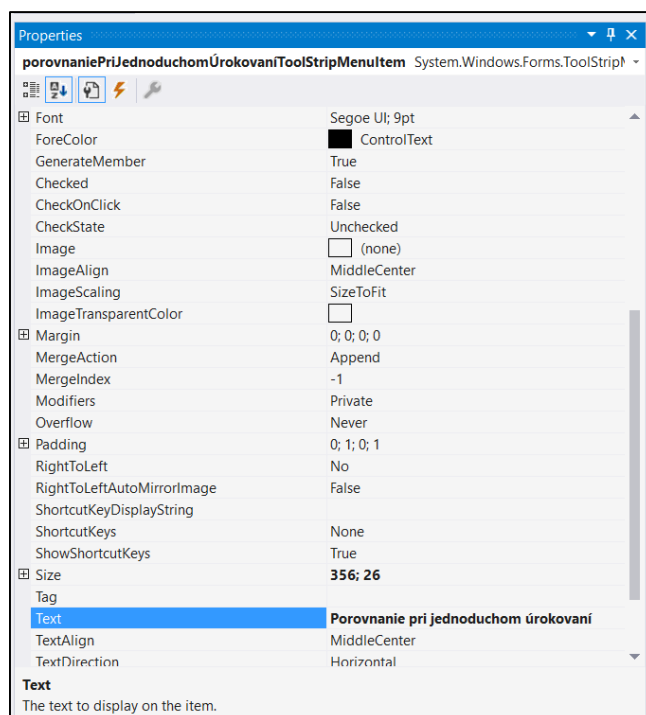 Properties
porovnaniePriJednoduchomÚrokovaníToolStripMenuItem System.Windows.Forms.ToolStripM
Font Segoe UI; 9pt
ForeColor ControlText
GenerateMember True
Checked False
CheckOnClick False
CheckState Unchecked
Image (none)
ImageAlign MiddleCenter
ImageScaling SizeToFit
ImageTransparentColor
Margin 0; 0; 0; 0
MergeAction Append
MergeIndex -1
Modifiers Private
Overflow Never
Padding 0; 1; 0; 1
RightToLeft No
RightToLeftAutoMirrorImage False
ShortcutKeyDisplayString
ShortcutKeys None
ShowShortcutKeys True
Size 356; 26
Tag
Text Porovnanie pri jednoduchom úrokovaní
TextAlign MiddleCenter
TextDirection Horizontal
Text
The text to display on the item.